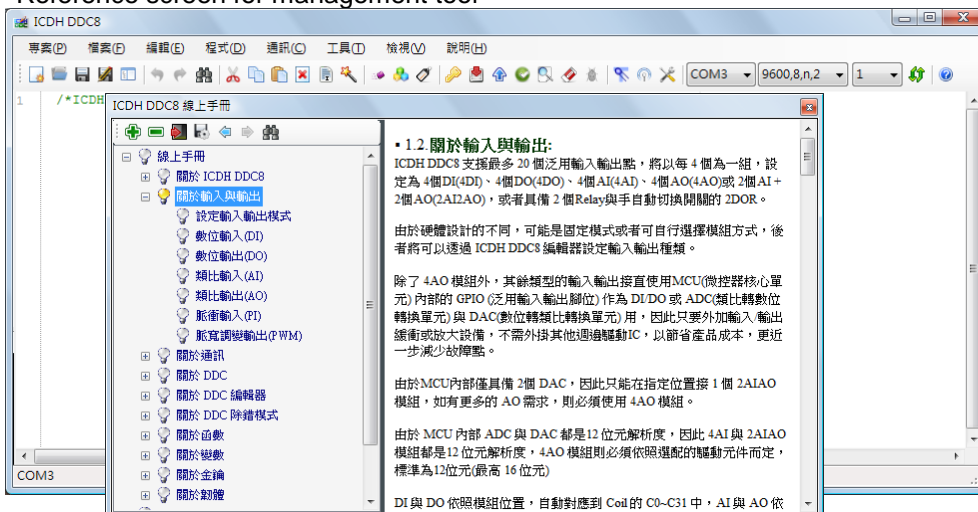 Reference screen for management tool
ICDH DDC8
專案(P) 檔案(F) 編輯(E) 程式(D) 通訊(C) 工具(T) 檢視(V) 說明(H)
COM3 9600,8,n,2 1
1 /*ICDH
ICDH DDC8 線上手冊
線上手冊
關於 ICDH DDC8
關於輸入與輸出
設定輸入輸出模式
數位輸入(DI)
數位輸出(DO)
類比輸入(AI)
類比輸出(AO)
脈衝輸入(PI)
脈寬調變輸出(PWM)
關於通訊
關於 DDC
關於 DDC 編輯器
關於 DDC 除錯模式
關於函數
關於變數
關於金鑰
關於韌體
▪ 1.2.關於輸入與輸出:
ICDH DDC8 支援最多 20 個泛用輸入輸出點，將以每 4 個為一組，設
定為 4個DI(4DI)、4個DO(4DO)、4個AI(4AI)、4個AO(4AO)或 2個AI +
2個AO(2AI2AO)，或者具備 2 個Relay與手自動切換開關的 2DOR。
由於硬體設計的不同，可能是固定模式或者可自行選擇模組方式，後
者將可以透過 ICDH DDC8 編輯器設定輸入輸出種類。
除了 4AO 模組外，其餘類型的輸入輸出接直使用MCU(微控器核心單
元) 內部的 GPIO (泛用輸入輸出腳位) 作為 DI/DO 或 ADC(類比轉數位
轉換單元) 與 DAC(數位轉類比轉換單元) 用，因此只要外加輸入/輸出
緩衝或放大設備，不需外掛其他週邊驅動IC，以節省產品成本，更近
一步減少故障點。
由於MCU內部僅具備 2個 DAC，因此只能在指定位置接 1 個 2AIAO
模組，如有更多的 AO 需求，則必須使用 4AO 模組。
由於 MCU 內部 ADC 與 DAC 都是12 位元解析度，因此 4AI 與 2AIAO
模組都是12 位元解析度，4AO 模組則必須依照選配的驅動元件而定，
標準為12位元(最高 16 位元)
DI 與 DO 依照模組位置，自動對應到 Coil 的 C0~C31 中，AI 與 AO 依
COM3